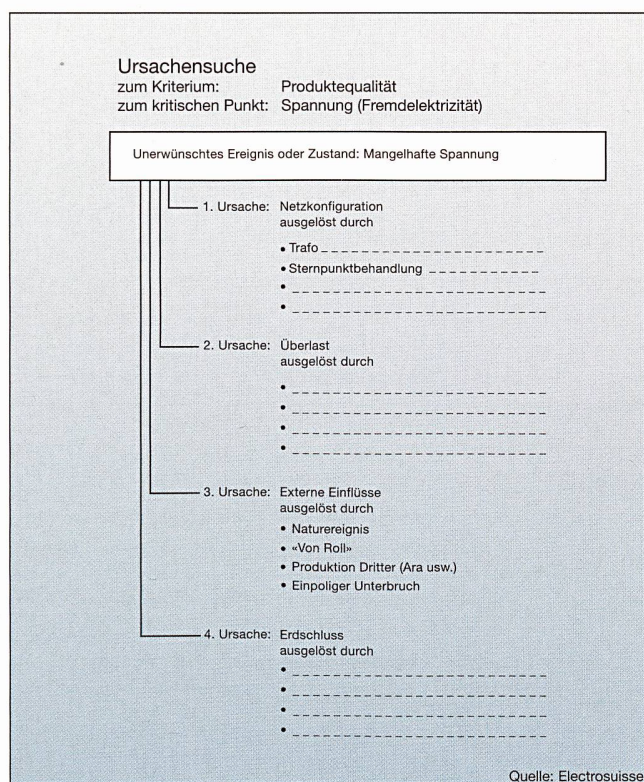 Ursachensuche
zum Kriterium: Produktequalität
zum kritischen Punkt: Spannung (Fremdelektrizität)
Unerwünschtes Ereignis oder Zustand: Mangelhafte Spannung
1. Ursache: Netzkonfiguration
ausgelöst durch
• Trafo
• Sternpunktbehandlung
•
•
2. Ursache: Überlast
ausgelöst durch
•
•
•
•
3. Ursache: Externe Einflüsse
ausgelöst durch
• Naturereignis
• «Von Roll»
• Produktion Dritter (Ara usw.)
• Einpoliger Unterbruch
4. Ursache: Erdschluss
ausgelöst durch
•
•
•
•
Quelle: Electrosuisse